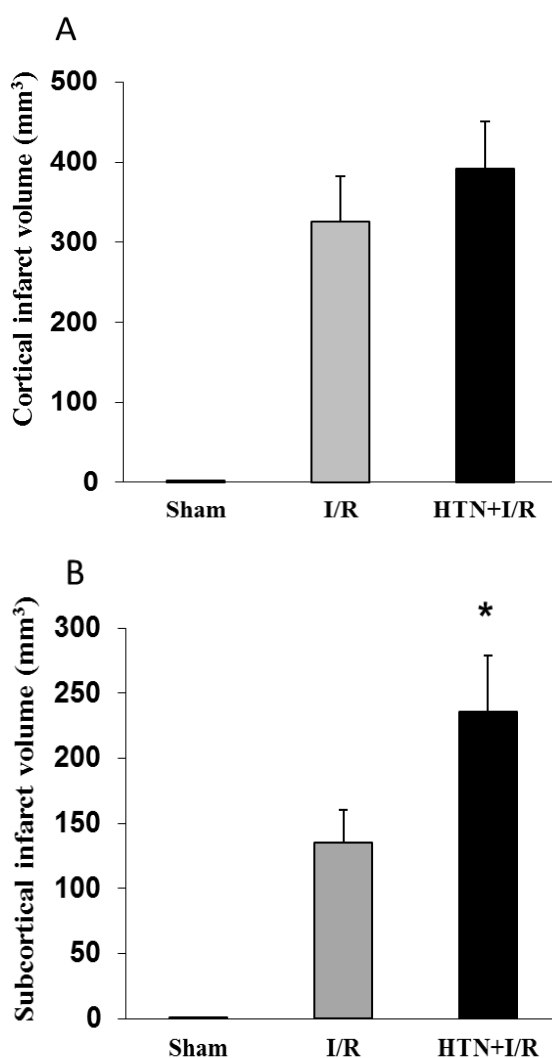 A
Cortical infarct volume (mm³)
500
400
300
200
100
0
Sham I/R HTN+I/R
B
Subcortical infarct volume (mm³)
*
300
250
200
150
100
50
0
Sham I/R HTN+I/R